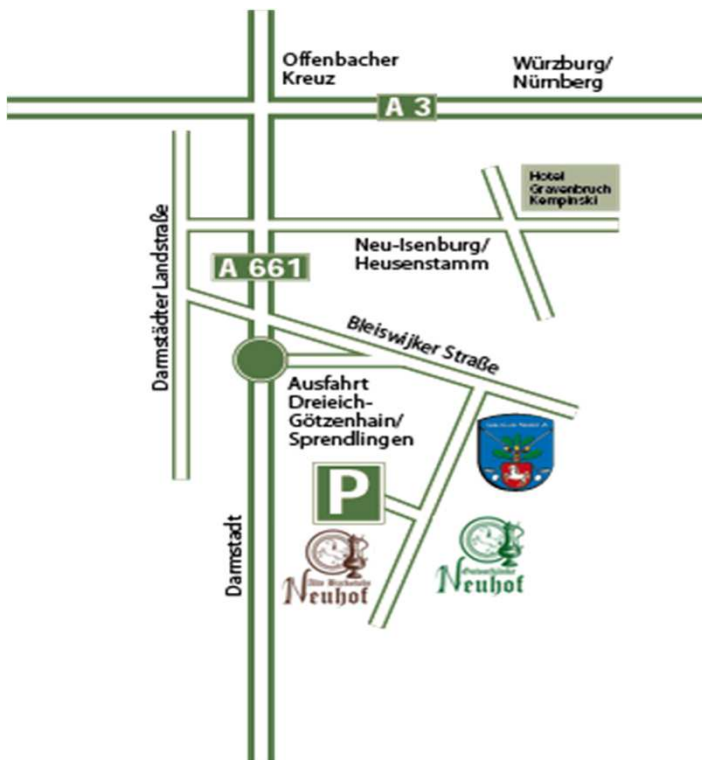 Offenbacher
Kreuz
Würzburg/
Nürnberg
A 3
Hotel
Gravenbruch
Kempinski
Darmstädter Landstraße
Neu-Isenburg/
Heusenstamm
A 661
Bleiswijker Straße
Ausfahrt
Dreieich-
Götzenhain/
Sprendlingen
P
Darmstadt
Neuhof
Neuhof